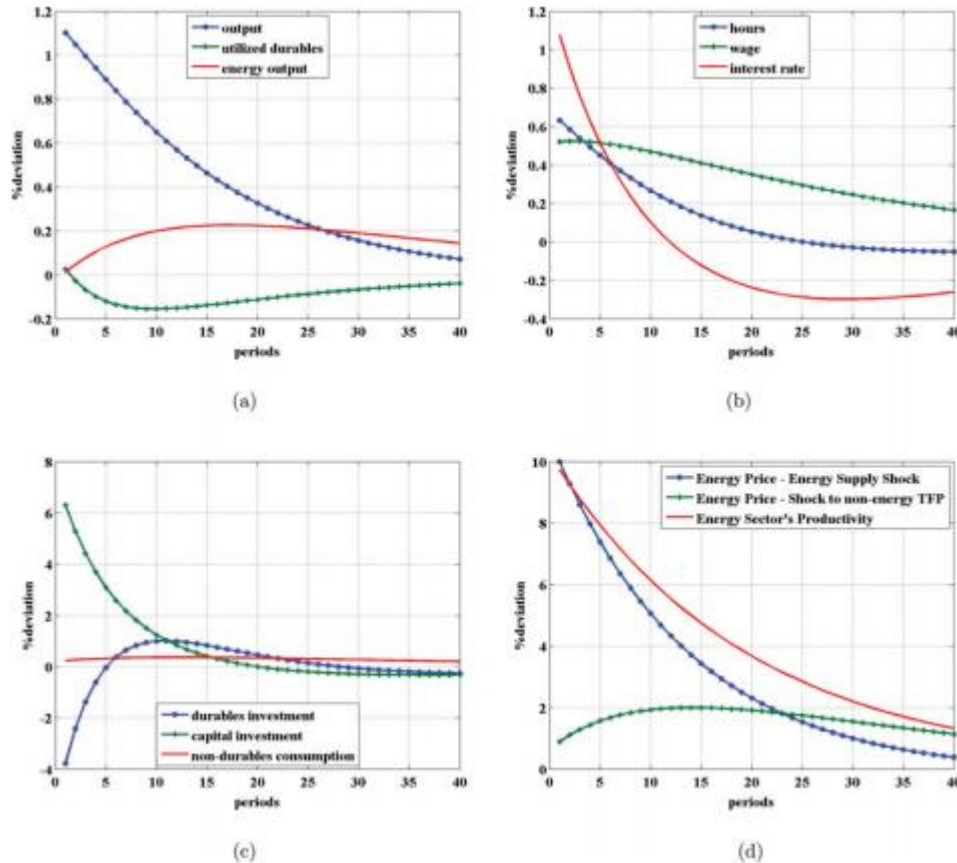 1.2
1
0.8
0.6
0.4
0.2
0
-0.2
%deviation
output
utilized durables
energy output
0 5 10 15 20 25 30 35 40
periods
(a)
1.2
1
0.8
0.6
0.4
0.2
0
-0.2
-0.4
%deviation
hours
wage
interest rate
0 5 10 15 20 25 30 35 40
periods
(b)
8
6
4
2
0
-2
-4
%deviation
durables investment
capital investment
non-durables consumption
0 5 10 15 20 25 30 35 40
periods
(c)
10
8
6
4
2
0
%deviation
Energy Price - Energy Supply Shock
Energy Price - Shock to non-energy TFP
Energy Sector's Productivity
0 5 10 15 20 25 30 35 40
periods
(d)